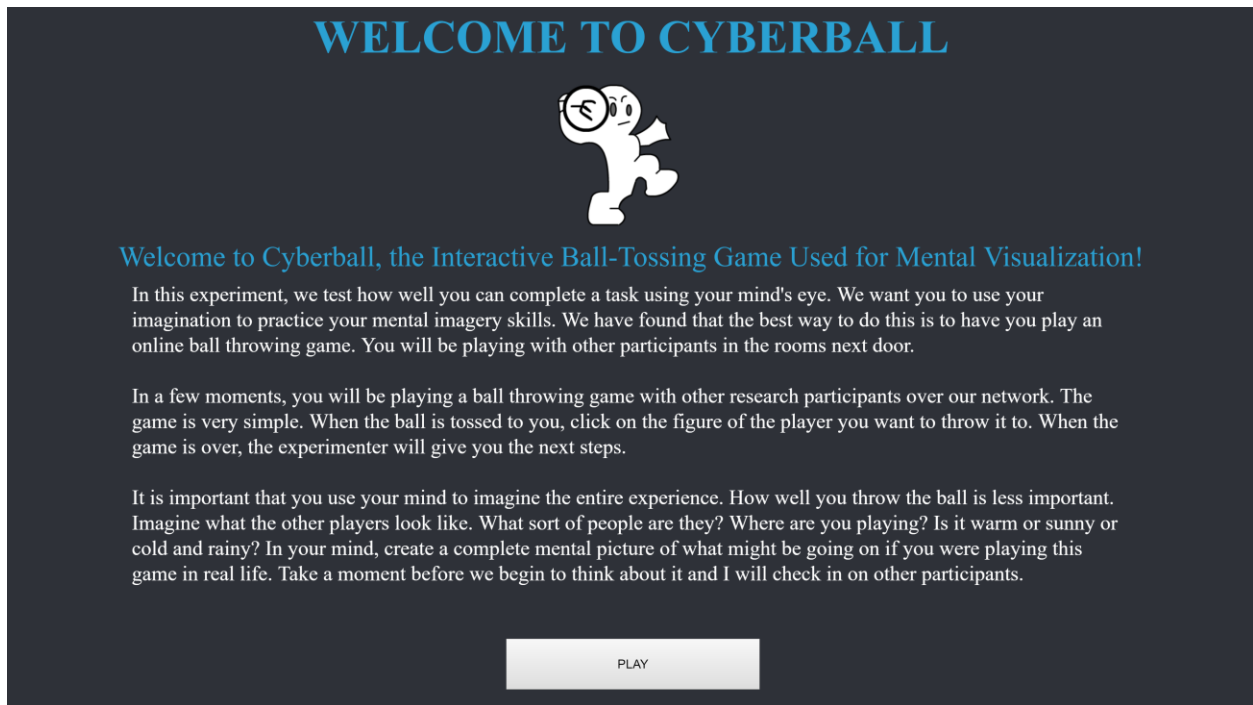 WELCOME TO CYBERBALL
Welcome to Cyberball, the Interactive Ball-Tossing Game Used for Mental Visualization!
In this experiment, we test how well you can complete a task using your mind's eye. We want you to use your
imagination to practice your mental imagery skills. We have found that the best way to do this is to have you play an
online ball throwing game. You will be playing with other participants in the rooms next door.
In a few moments, you will be playing a ball throwing game with other research participants over our network. The
game is very simple. When the ball is tossed to you, click on the figure of the player you want to throw it to. When the
game is over, the experimenter will give you the next steps.
It is important that you use your mind to imagine the entire experience. How well you throw the ball is less important.
Imagine what the other players look like. What sort of people are they? Where are you playing? Is it warm or sunny or
cold and rainy? In your mind, create a complete mental picture of what might be going on if you were playing this
game in real life. Take a moment before we begin to think about it and I will check in on other participants.
PLAY